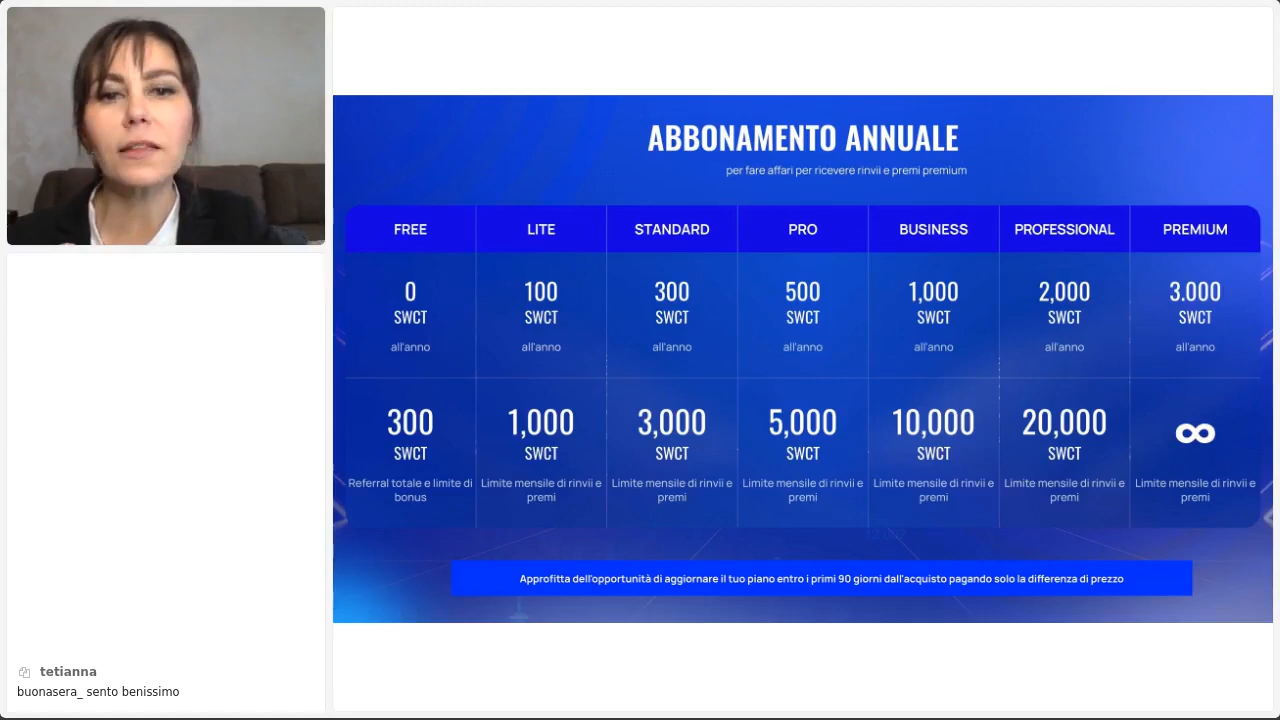 ABBONAMENTO ANNUALE
per fare affari per ricevere rinvii e premi premium
FREE LITE STANDARD PRO BUSINESS PROFESSIONAL PREMIUM
0 100 300 500 1,000 2,000 3.000
SWCT SWCT SWCT SWCT SWCT SWCT SWCT
all'anno all'anno all'anno all'anno all'anno all'anno all'anno
300 1,000 3,000 5,000 10,000 20,000 ∞
SWCT SWCT SWCT SWCT SWCT SWCT
Referral totale e limite di Limite mensile di rinvii e Limite mensile di rinvii e Limite mensile di rinvii e Limite mensile di rinvii e Limite mensile di rinvii e Limite mensile di rinvii e
bonus premi premi premi premi premi premi
Approfitta dell'opportunità di aggiornare il tuo piano entro i primi 90 giorni dall'acquisto pagando solo la differenza di prezzo
tetianna
buonasera_ sento benissimo